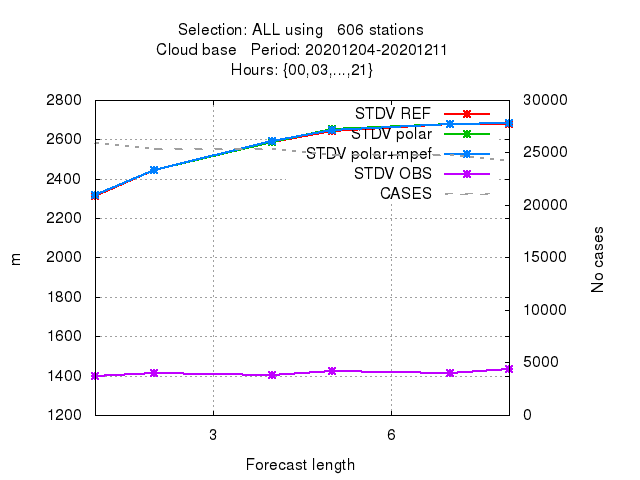 Selection: ALL using 606 stations
Cloud base Period: 20201204-20201211
Hours: {00,03,...,21}
2800
2600
2400
2200
2000
1800
1600
1400
1200
m
STDV REF
STDV polar
STDV polar+mpef
STDV OBS
CASES
30000
25000
20000
15000
10000
5000
0
No cases
3 6
Forecast length